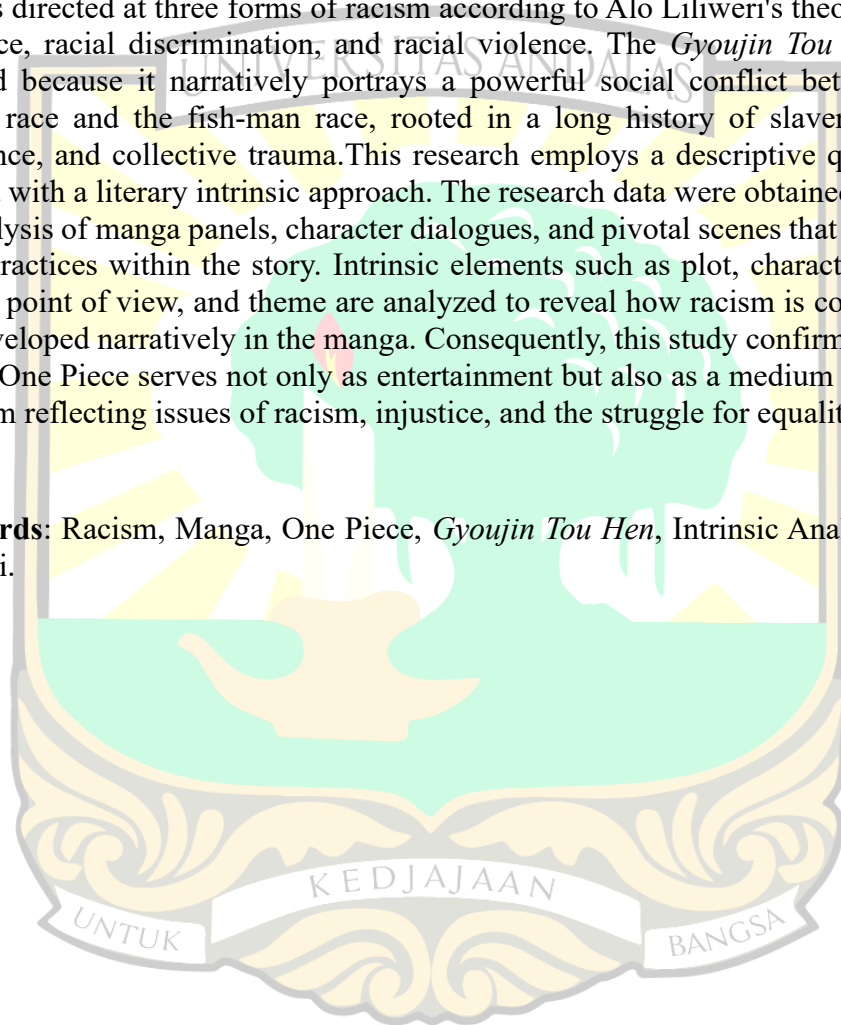 s directed at three forms of racism according to Alo Liliweri's theo
ce, racial discrimination, and racial violence. The Gyoujin Tou
d because it narratively portrays a powerful social conflict bet
race and the fish-man race, rooted in a long history of slaver
nce, and collective trauma.This research employs a descriptive q
with a literary intrinsic approach. The research data were obtained
lysis of manga panels, character dialogues, and pivotal scenes that
ractices within the story. Intrinsic elements such as plot, charact
point of view, and theme are analyzed to reveal how racism is co
veloped narratively in the manga. Consequently, this study confirm
One Piece serves not only as entertainment but also as a medium
m reflecting issues of racism, injustice, and the struggle for equalit
rds: Racism, Manga, One Piece, Gyoujin Tou Hen, Intrinsic Ana
i.
UNIVERSITAS ANDALAS
KEDJAJAAN
UNTUK
BANGSA